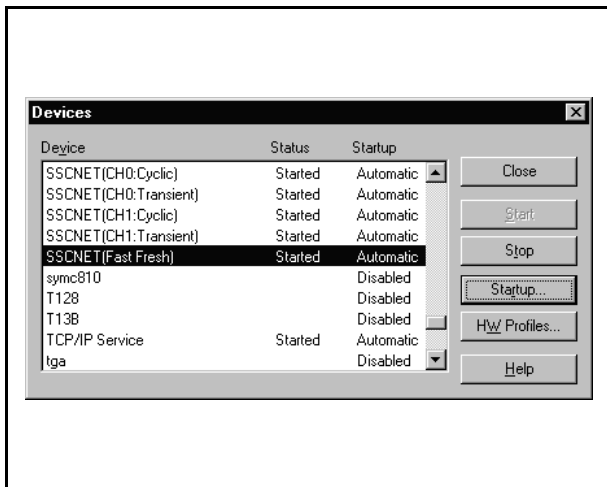 Devices
Device Status Startup
SSCNET(CH0:Cyclic) Started Automatic
SSCNET(CH0:Transient) Started Automatic
SSCNET(CH1:Cyclic) Started Automatic
SSCNET(CH1:Transient) Started Automatic
SSCNET(Fast Fresh) Started Automatic
symc810 Disabled
T128 Disabled
T13B Disabled
TCP/IP Service Started Automatic
tga Disabled
Close
Start
Stop
Startup...
HW Profiles...
Help